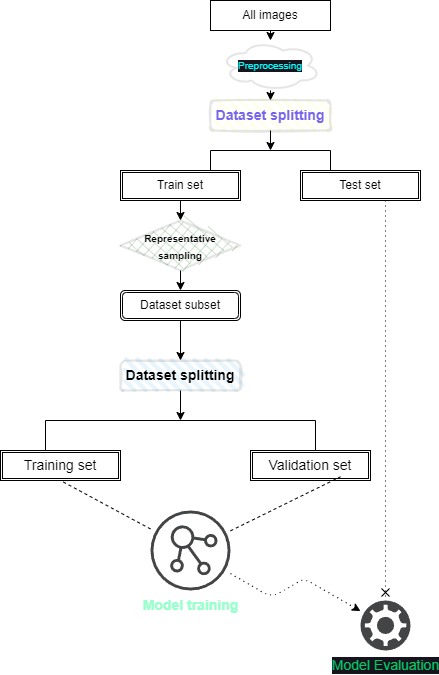 All images
Preprocessing
Dataset splitting
Train set
Test set
Representative
sampling
Dataset subset
Dataset splitting
Training set
Validation set
Model training
Model Evaluation